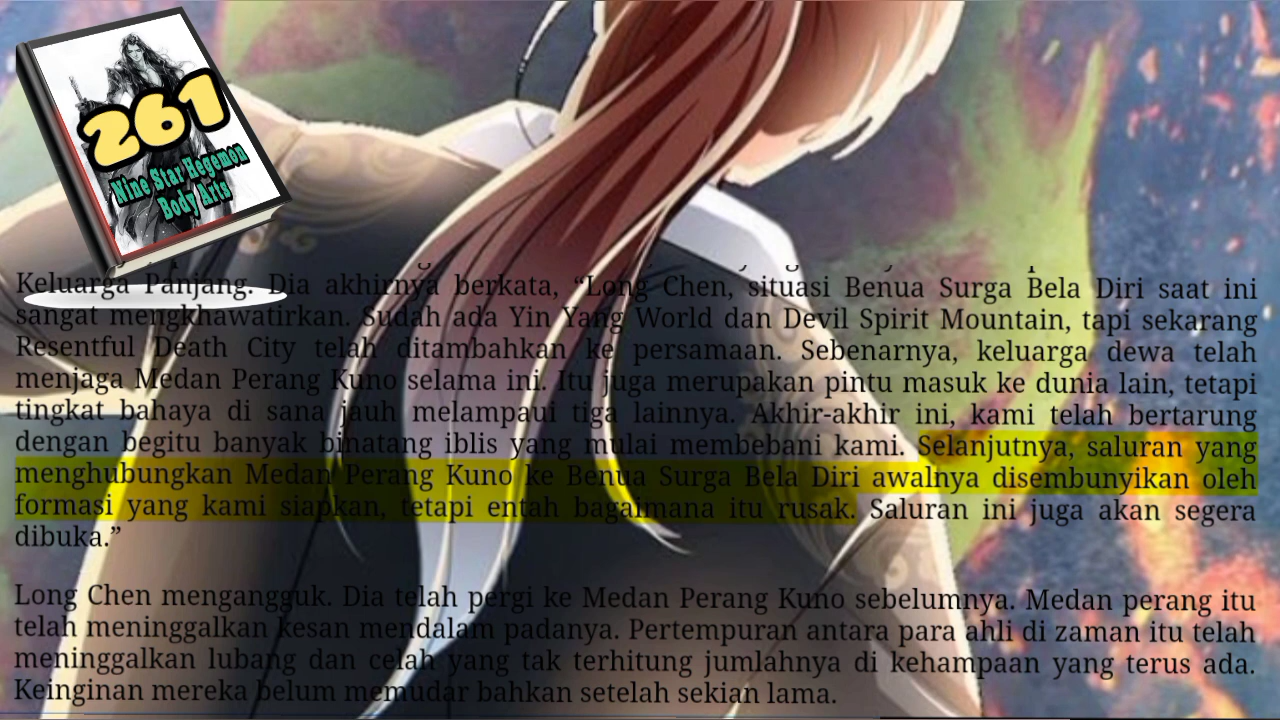 261
Nine Star Hegemon
Body Arts
Keluarga Panjang. Dia akhirnya berkata, “Long Chen, situasi Benua Surga Bela Diri saat ini
sangat mengkhawatirkan. Sudah ada Yin Yang World dan Devil Spirit Mountain, tapi sekarang
Resentful Death City telah ditambahkan ke persamaan. Sebenarnya, keluarga dewa telah
menjaga Medan Perang Kuno selama ini. Itu juga merupakan pintu masuk ke dunia lain, tetapi
tingkat bahaya di sana jauh melampaui tiga lainnya. Akhir-akhir ini, kami telah bertarung
dengan begitu banyak binatang iblis yang mulai membebani kami. Selanjutnya, saluran yang
menghubungkan Medan Perang Kuno ke Benua Surga Bela Diri awalnya disembunyikan oleh
formasi yang kami siapkan, tetapi entah bagaimana itu rusak. Saluran ini juga akan segera
dibuka.”
Long Chen mengangguk. Dia telah pergi ke Medan Perang Kuno sebelumnya. Medan perang itu
telah meninggalkan kesan mendalam padanya. Pertempuran antara para ahli di zaman itu telah
meninggalkan lubang dan celah yang tak terhitung jumlahnya di kehampaan yang terus ada.
Keinginan mereka belum memudar bahkan setelah sekian lama.